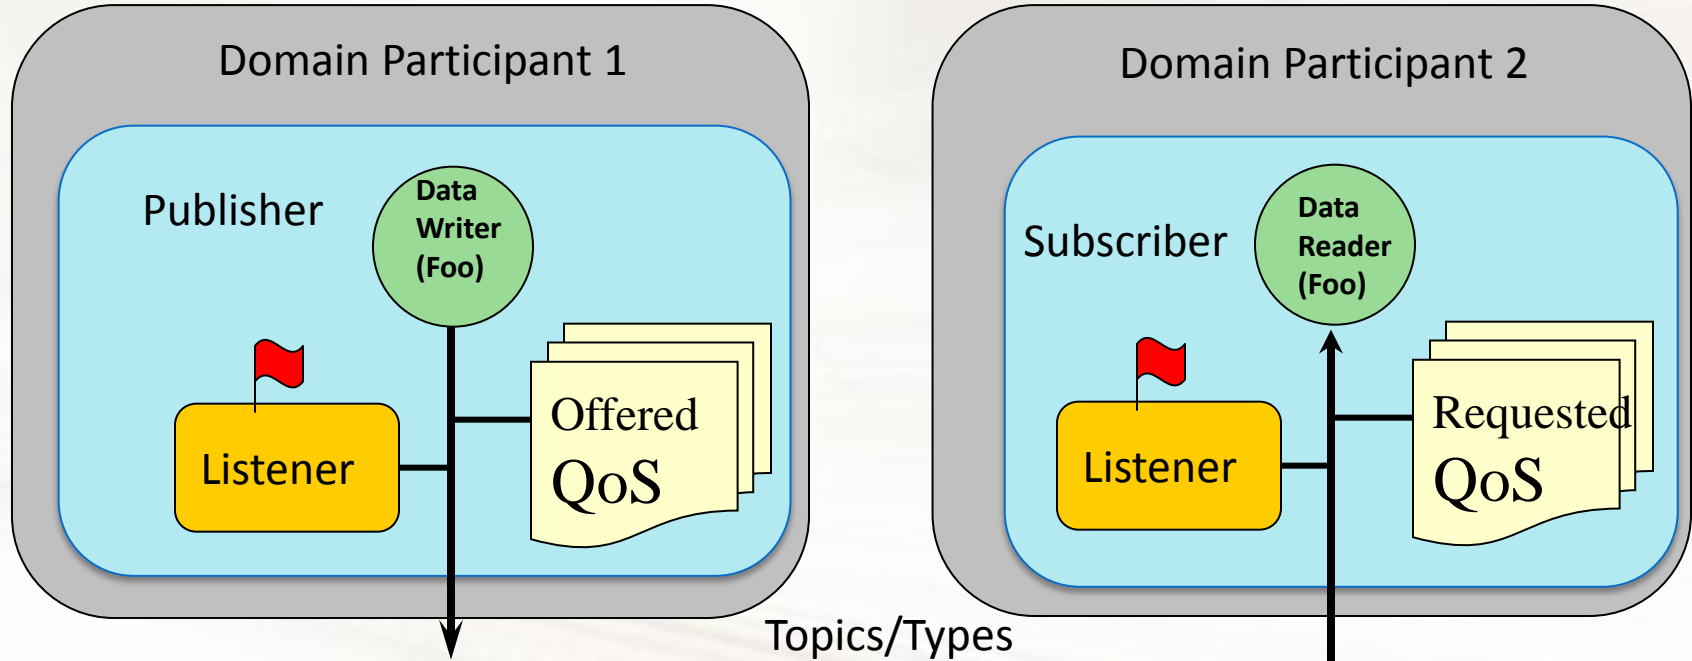 Domain Participant 1
Publisher
Data
Writer
(Foo)
Listener
Offered
QoS
Domain Participant 2
Subscriber
Data
Reader
(Foo)
Listener
Requested
QoS
Topics/Types